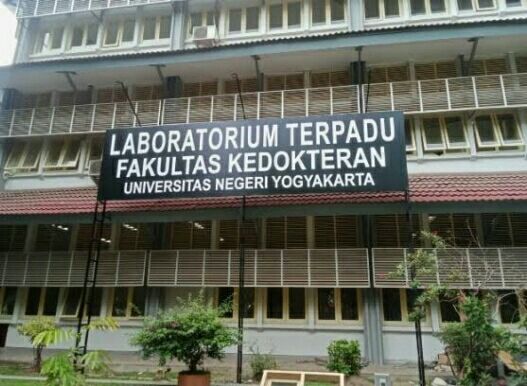 LABORATORIUM TERPADU
FAKULTAS KEDOKTERAN
UNIVERSITAS NEGERI YOGYAKARTA